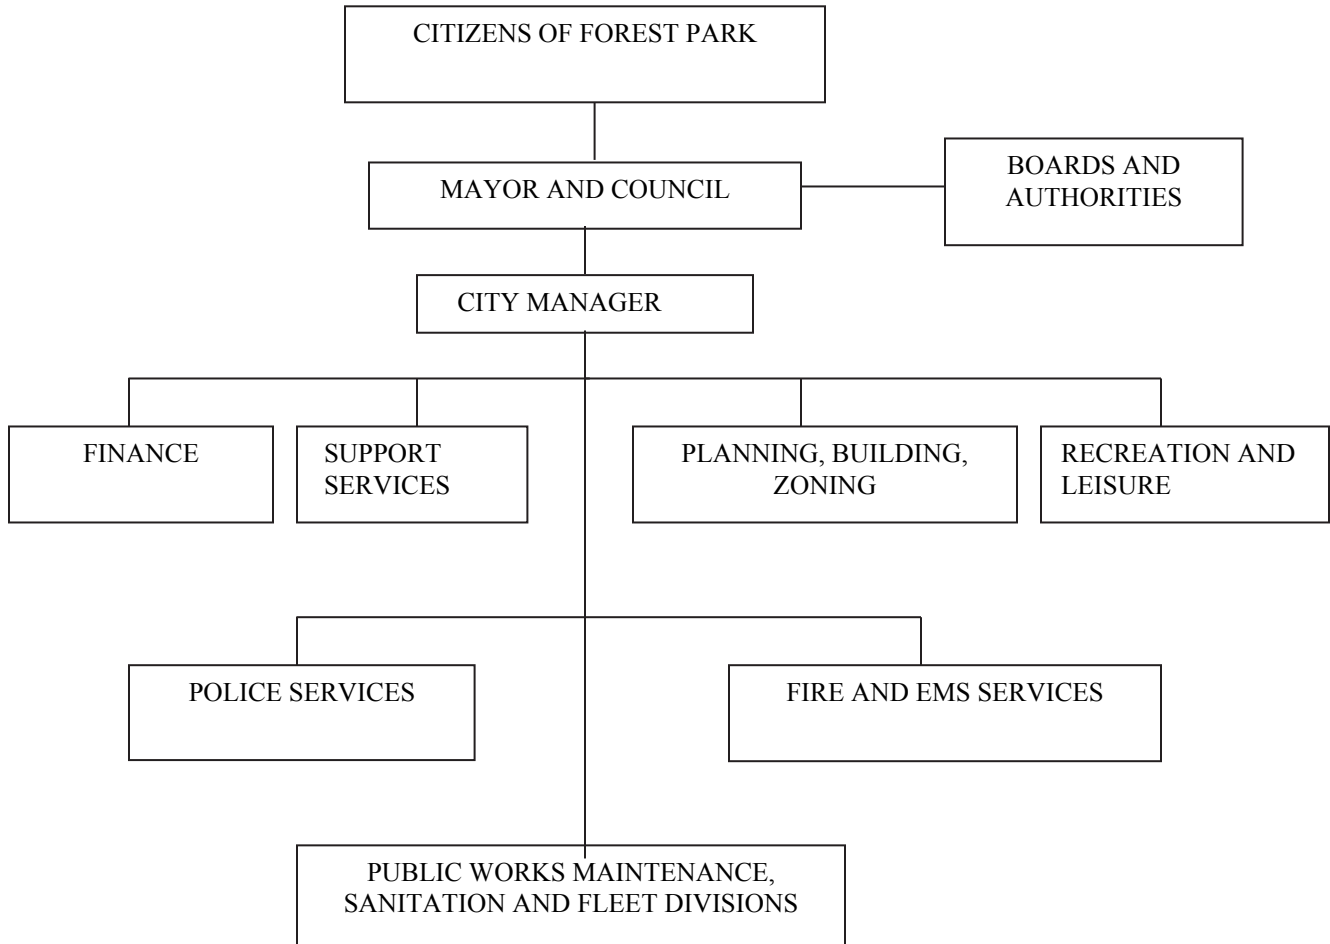 CITIZENS OF FOREST PARK
MAYOR AND COUNCIL
BOARDS AND
AUTHORITIES
CITY MANAGER
FINANCE
SUPPORT
SERVICES
PLANNING, BUILDING,
ZONING
RECREATION AND
LEISURE
POLICE SERVICES
FIRE AND EMS SERVICES
PUBLIC WORKS MAINTENANCE,
SANITATION AND FLEET DIVISIONS